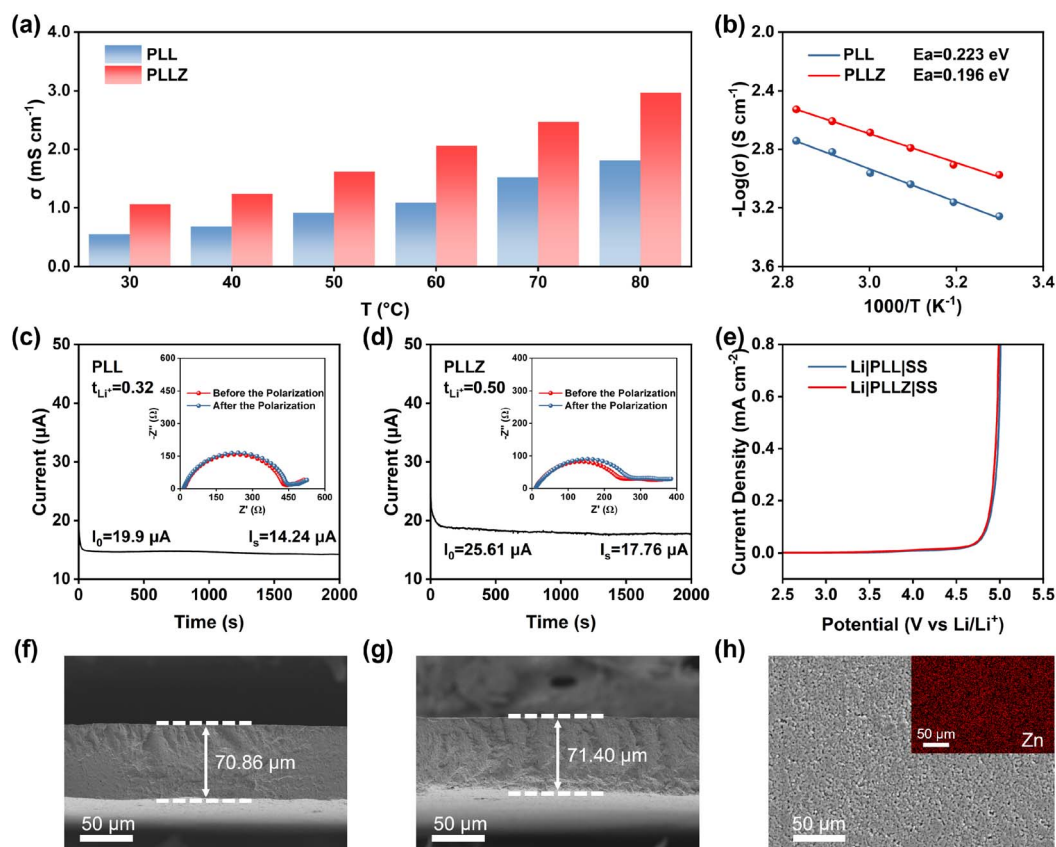 (a)
4.0
3.0
2.0
1.0
0.0
σ (mS cm⁻¹)
PLL
PLLZ
30 40 50 60 70 80
T (°C)
(b)
2.0
2.4
2.8
3.2
3.6
-Log(σ) (S cm⁻¹)
PLL Ea=0.223 eV
PLLZ Ea=0.196 eV
2.8 3.0 3.2 3.4
1000/T (K⁻¹)
(c)
50
40
30
20
10
Current (µA)
PLL
t_Li⁺=0.32
600
450
300
150
0
-Z'' (Ω)
Before the Polarization
After the Polarization
0 150 300 450 600
Z' (Ω)
I₀=19.9 µA Iₛ=14.24 µA
0 500 1000 1500 2000
Time (s)
(d)
50
40
30
20
10
Current (µA)
PLLZ
t_Li⁺=0.50
400
300
200
100
0
-Z'' (Ω)
Before the Polarization
After the Polarization
0 100 200 300 400
Z' (Ω)
I₀=25.61 µA Iₛ=17.76 µA
0 500 1000 1500 2000
Time (s)
(e)
0.8
0.6
0.4
0.2
0.0
Current Density (mA cm⁻²)
Li|PLL|SS
Li|PLLZ|SS
2.5 3.0 3.5 4.0 4.5 5.0 5.5
Potential (V vs Li/Li⁺)
(f)
70.86 µm
50 µm
(g)
71.40 µm
50 µm
(h)
50 µm
Zn
50 µm